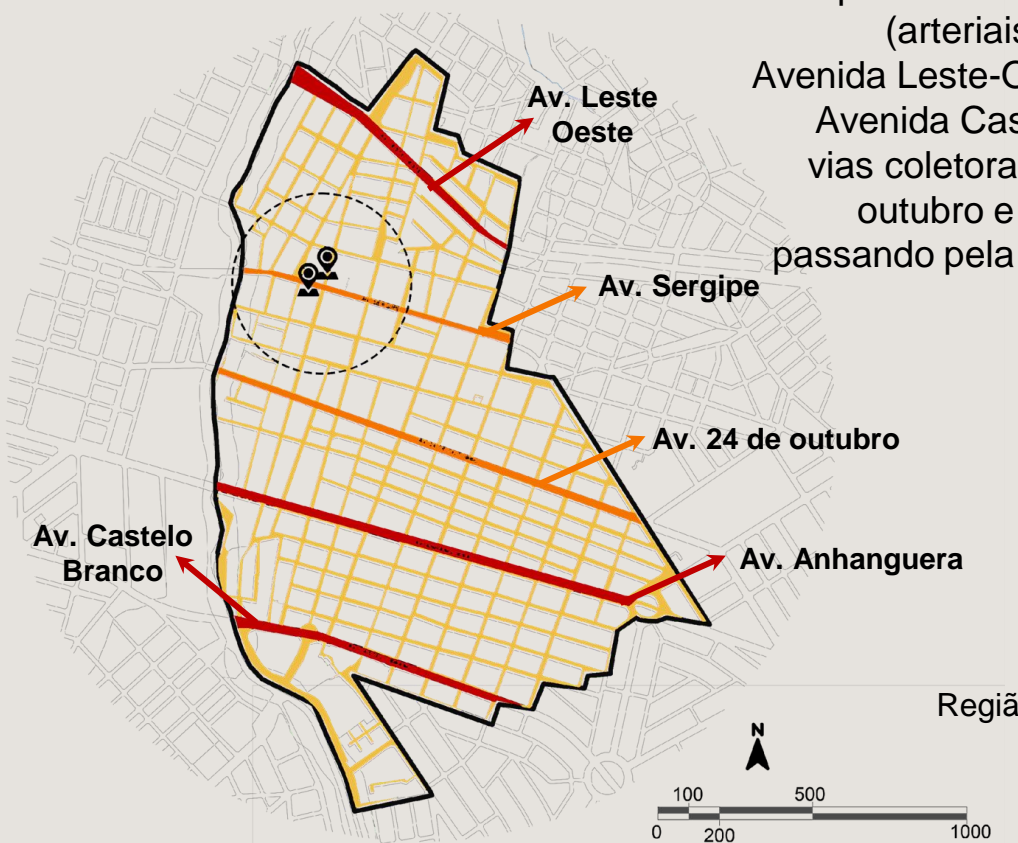 (arteriais
Avenida Leste-
Avenida Cas
vias coletora
outubro e
passando pela
Av. Leste
Oeste
Av. Sergipe
Av. 24 de outubro
Av. Castelo
Branco
Av. Anhanguera
Regiã
N
100 500
0 200 1000